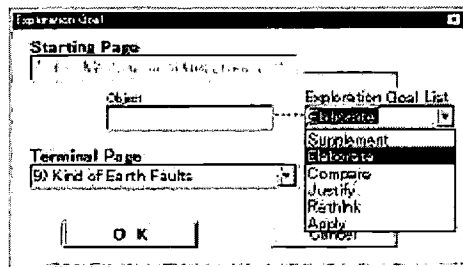 Exploration Goal
Starting Page
Object
Exploration Goal List
Elaborate
Supplement
Elaborate
Compare
Justify
Rethink
Apply
Terminal Page
9) Kind of Earth Faults
O K
Cancel